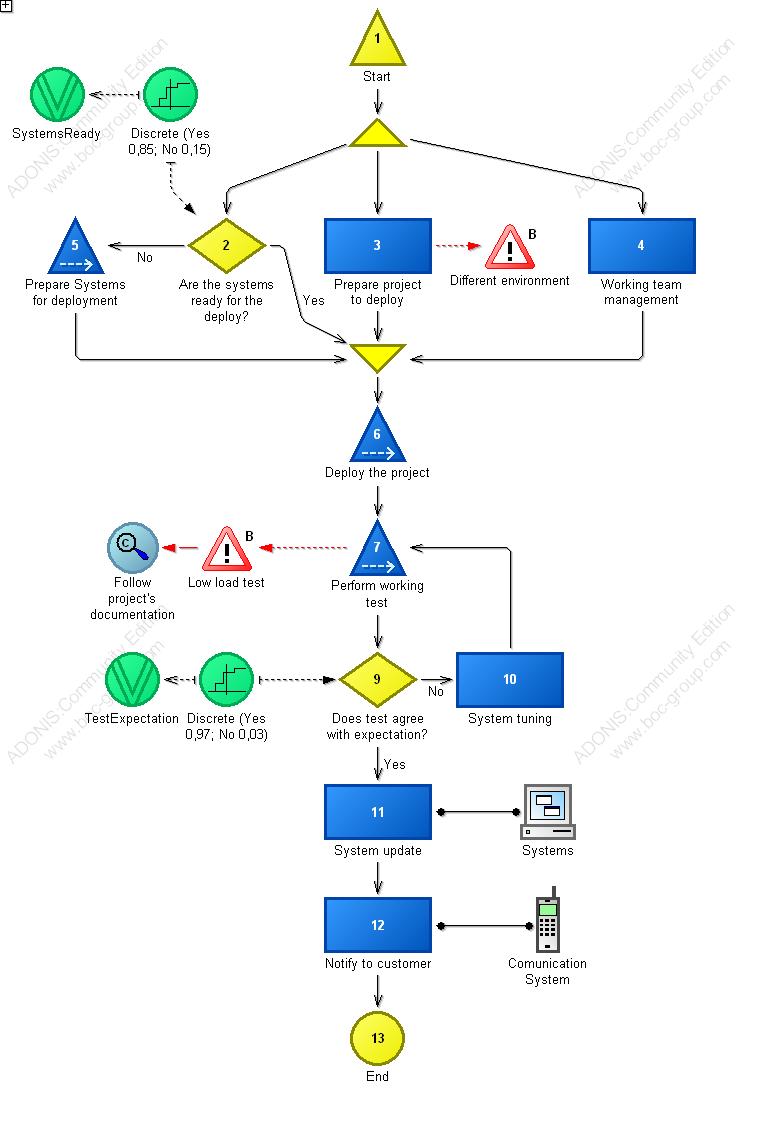 1
Start
SystemsReady
Discrete (Yes
0,85; No 0,15)
5
Prepare Systems
for deployment
No
2
Are the systems
ready for the
deploy?
Yes
3
Prepare project
to deploy
B
Different environment
4
Working team
management
6
Deploy the project
7
Perform working
test
B
Low load test
C
Follow
project's
documentation
TestExpectation
Discrete (Yes
0,97; No 0,03)
9
Does test agree
with expectation?
No
10
System tuning
Yes
11
System update
Systems
12
Notify to customer
Comunication
System
13
End
ADONIS:Community Edition
www.boc-group.com
ADONIS:Community Edition
www.boc-group.com
ADONIS:Community Edition
www.boc-group.com
ADONIS:Community Edition
www.boc-group.com